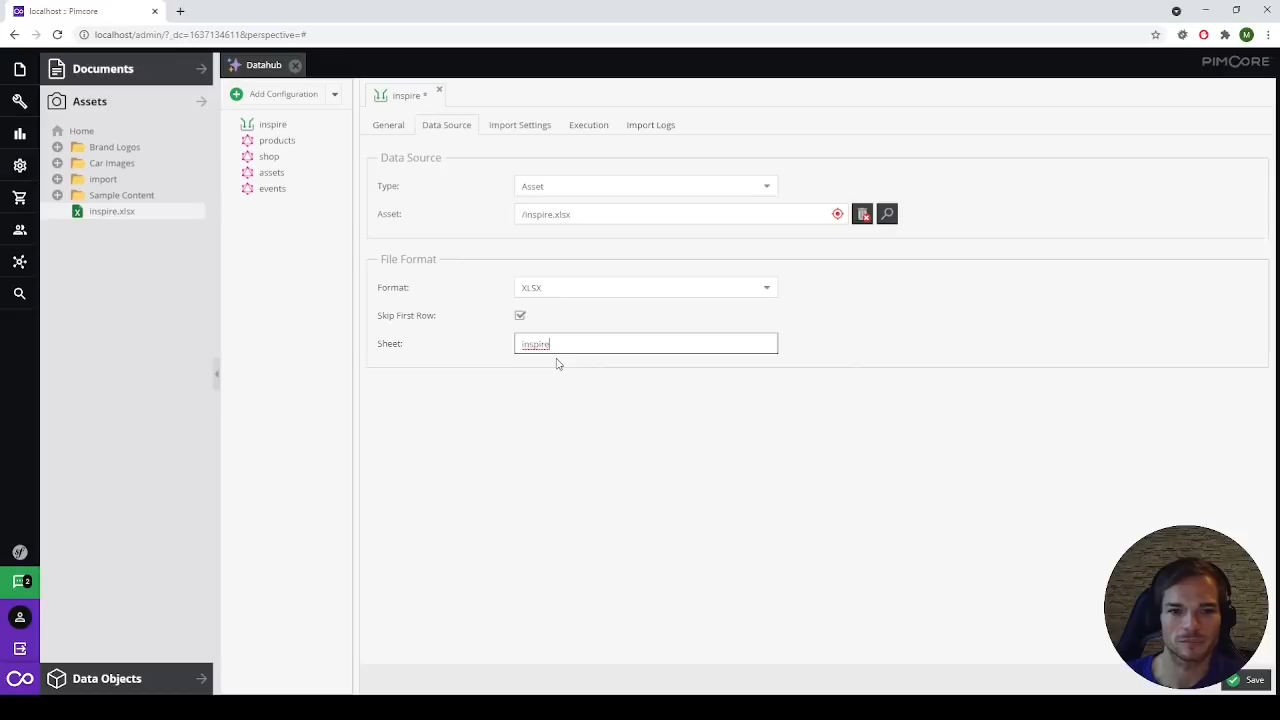 localhost :: Pimcore
localhost/admin/?_dc=1637134611&perspective=#
M
Documents
Assets
Home
Brand Logos
Car Images
import
Sample Content
inspire.xlsx
2
Data Objects
Datahub
PIMCORE
Add Configuration
inspire
products
shop
assets
events
inspire *
General
Data Source
Import Settings
Execution
Import Logs
Data Source
Type:
Asset
Asset:
/inspire.xlsx
File Format
Format:
XLSX
Skip First Row:
Sheet:
inspire
Save